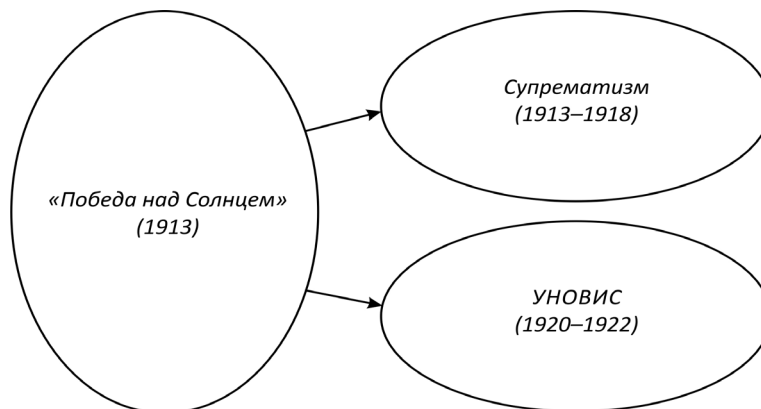 «Победа над Солнцем»
(1913)
Супрематизм
(1913–1918)
УНОВИС
(1920–1922)